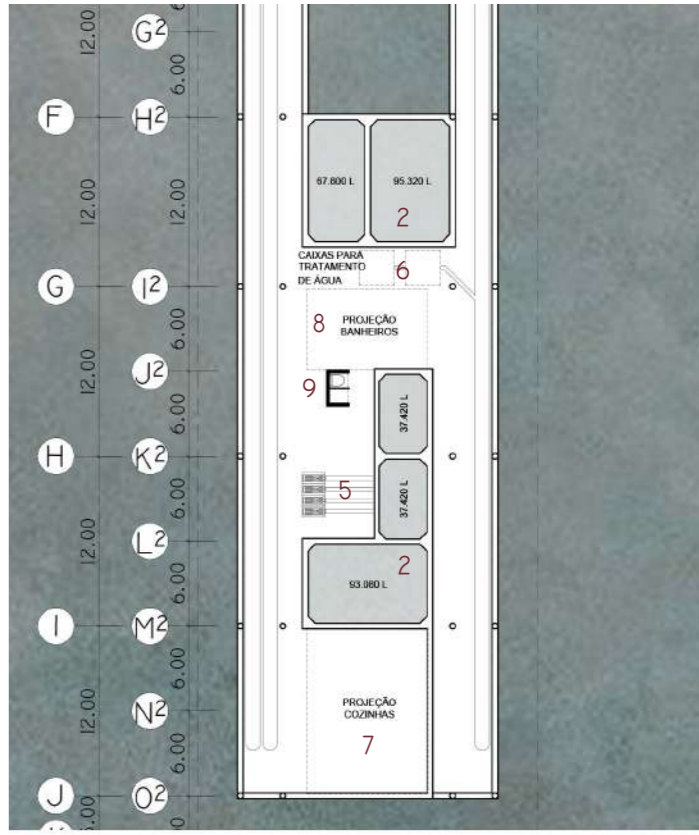 12.00
G2
6.00
F
H2
67.600 L
95.320 L
12.00
12.00
2
CAIXAS PARA
TRATAMENTO
DE ÁGUA
6
G
I2
8
PROJEÇÃO
BANHEIROS
6.00
12.00
J2
9
37.420 L
6.00
H
K2
5
37.420 L
6.00
12.00
L2
2
93.060 L
6.00
I
M2
6.00
12.00
N2
PROJEÇÃO
COZINHAS
7
6.00
J
O2
6.00